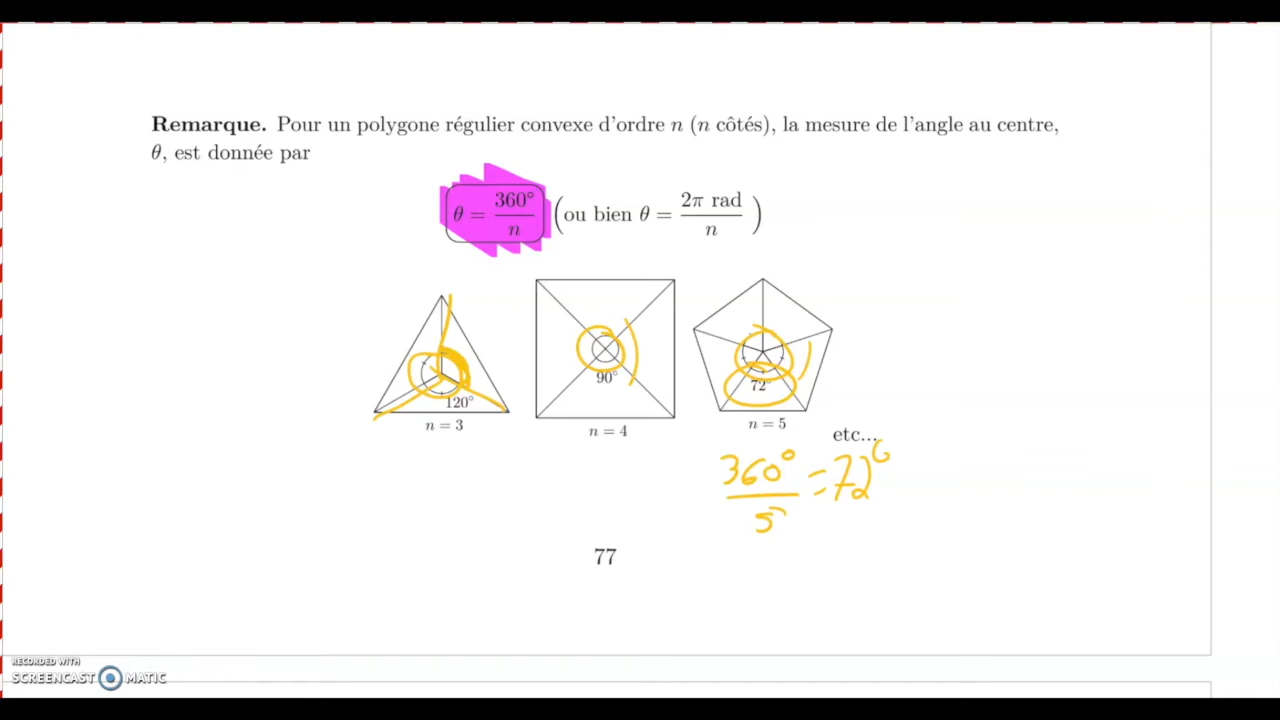 Remarque. Pour un polygone régulier convexe d'ordre n (n côtés), la mesure de l'angle au centre,
θ, est donnée par
θ = 360°/n (ou bien θ = 2π rad/n)
120°
90°
72°
n = 3
n = 4
n = 5
etc...
360°/5 = 72°
77
RECORDED WITH
SCREENCAST MATIC